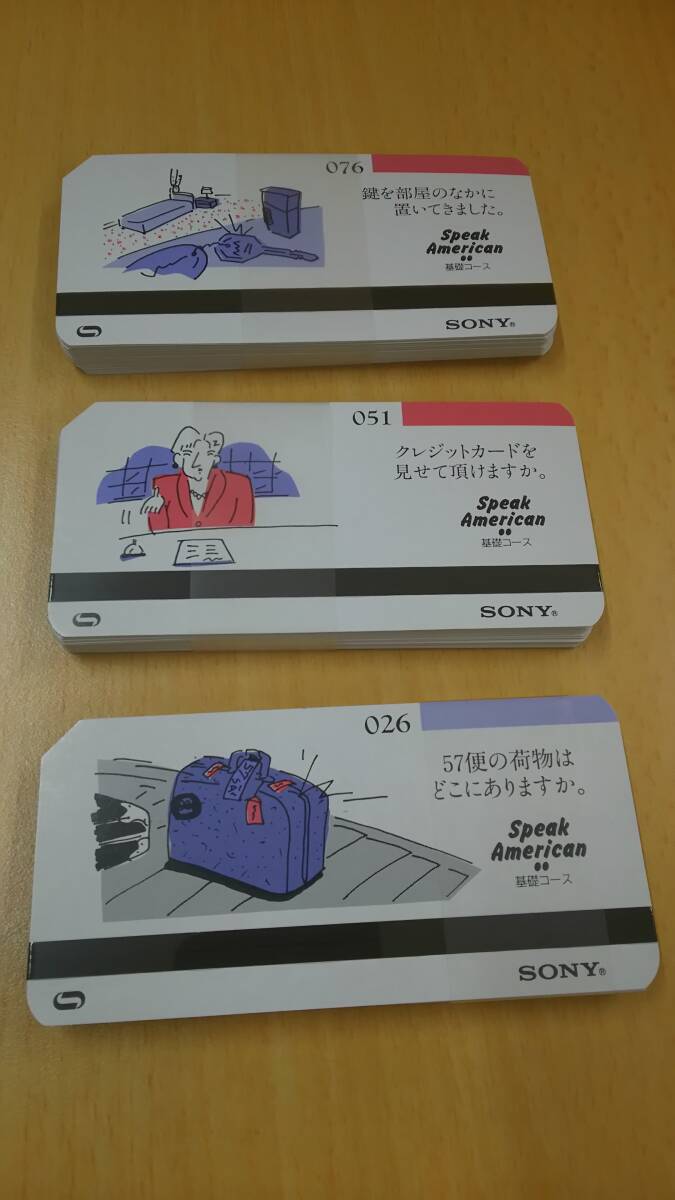 076
鍵を部屋のなかに
置いてきました。
Speak
American
基礎コース
SONY®
051
クレジットカードを
見せて頂けますか。
Speak
American
基礎コース
SONY®
026
57便の荷物は
どこにありますか。
Speak
American
基礎コース
SONY®